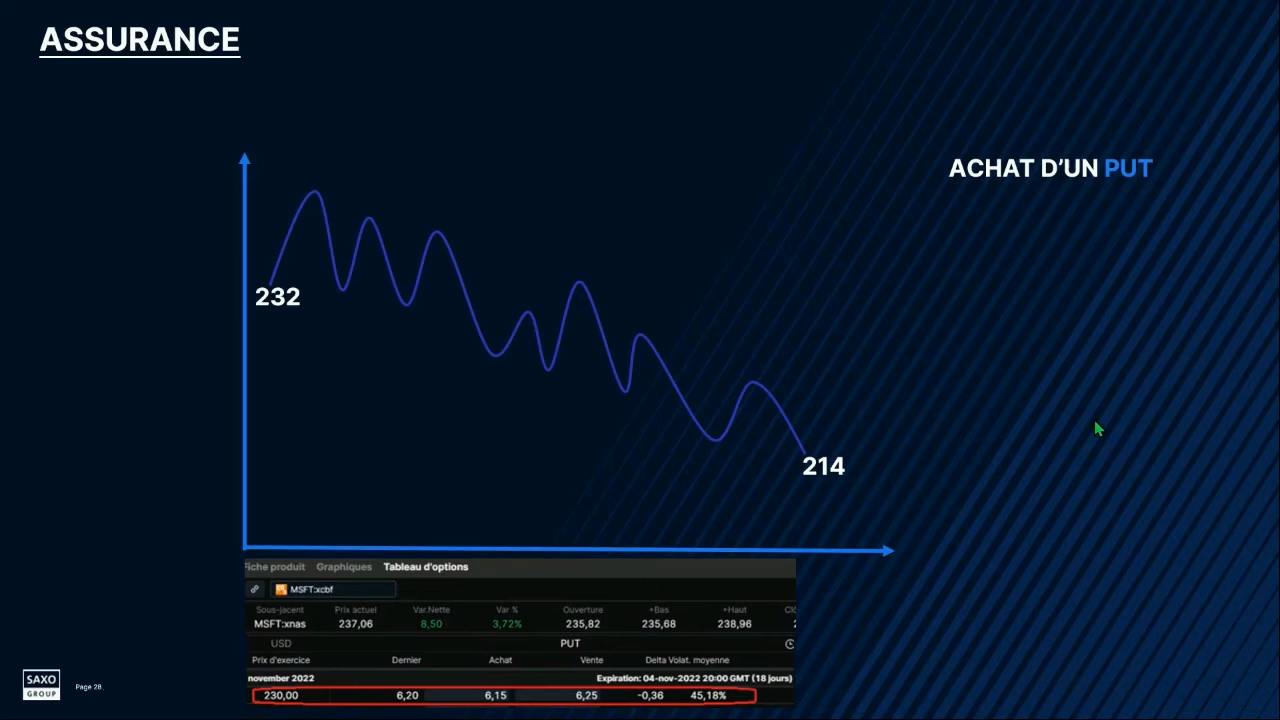 ASSURANCE
ACHAT D'UN PUT
232
214
Fiche produit Graphiques Tableau d'options
MSFT:xcbf
Sous-jacent Prix actuel Var.Nette Var % Ouverture +Bas +Haut
MSFT:xnas 237,06 8,50 3,72% 235,82 235,68 238,96
USD PUT
Prix d'exercice Dernier Achat Vente Delta Volat. moyenne
november 2022 Expiration: 04-nov-2022 20:00 GMT (18 jours)
230,00 6,20 6,15 6,25 -0,36 45,18%
SAXO
GROUP
Page 28.